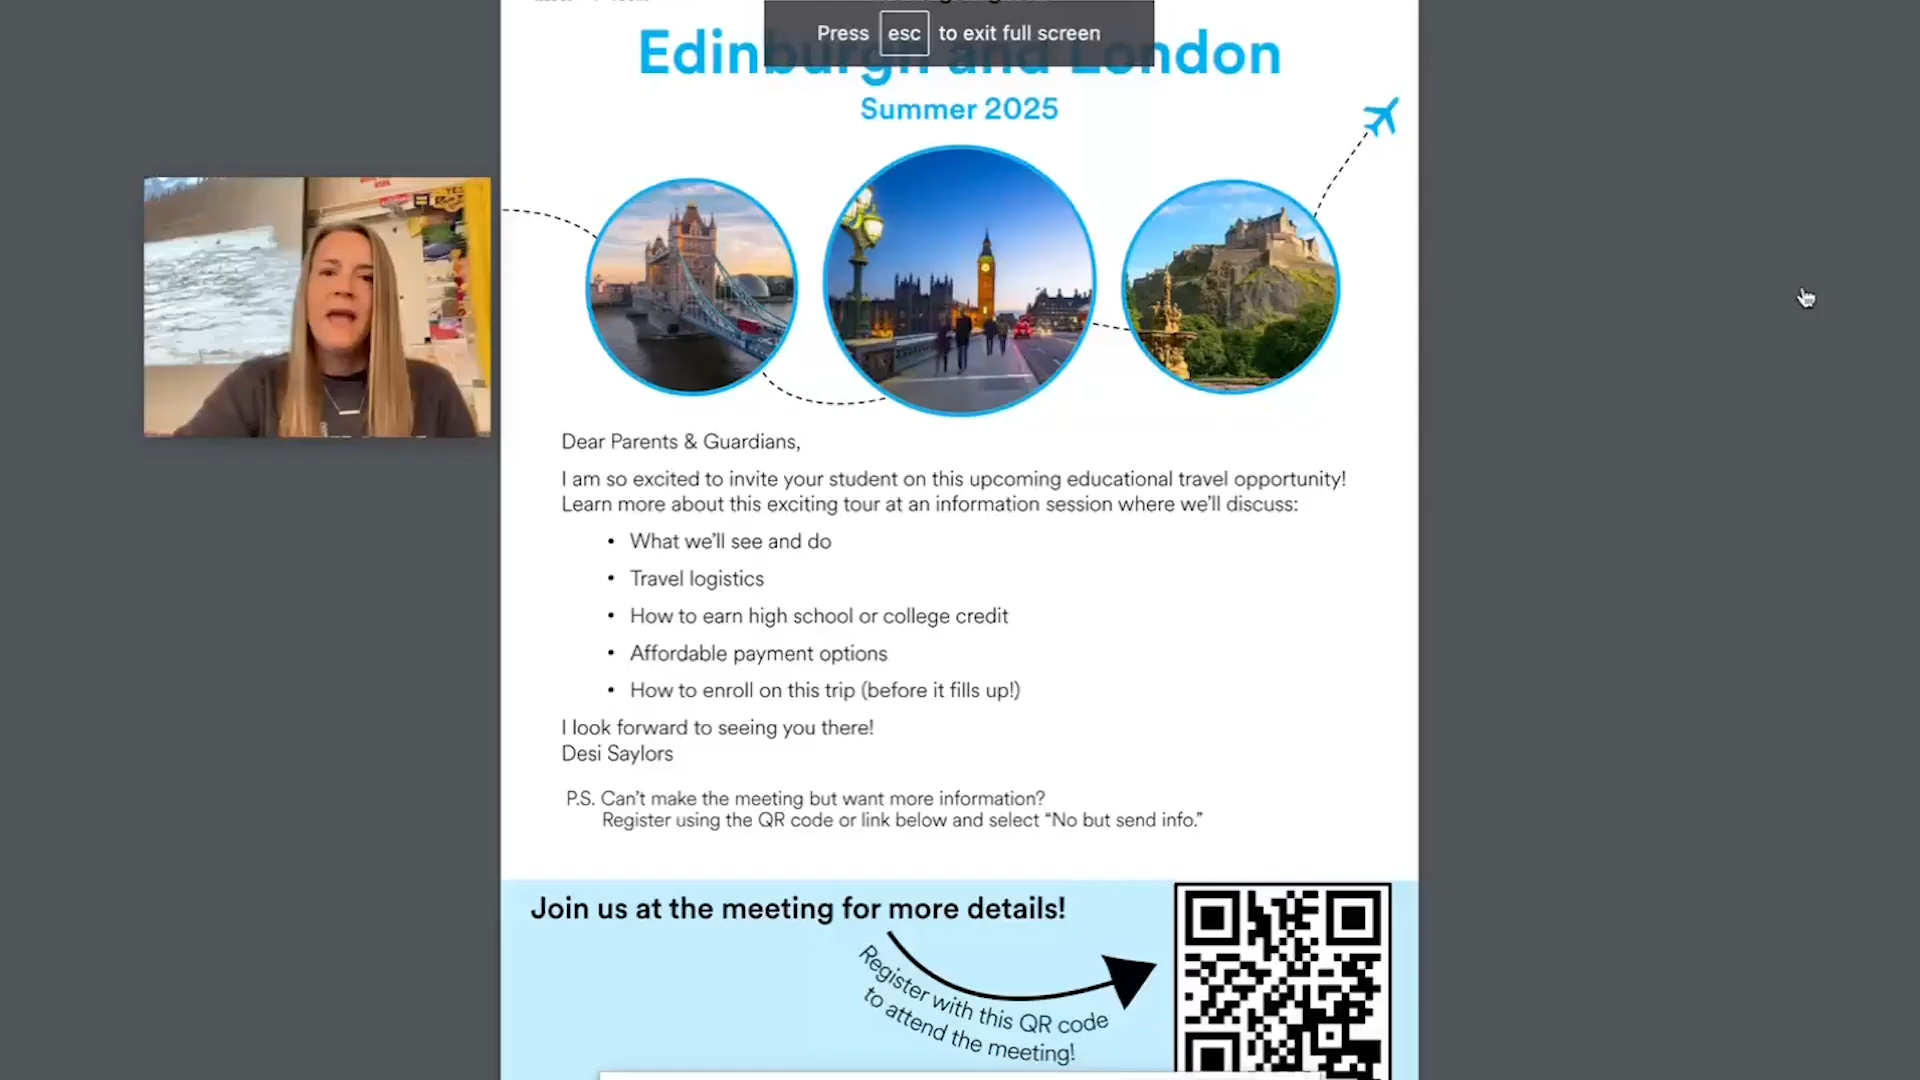 Press esc to exit full screen
Edinburgh and London
Summer 2025
YES
Dear Parents & Guardians,
I am so excited to invite your student on this upcoming educational travel opportunity!
Learn more about this exciting tour at an information session where we'll discuss:
• What we'll see and do
• Travel logistics
• How to earn high school or college credit
• Affordable payment options
• How to enroll on this trip (before it fills up!)
I look forward to seeing you there!
Desi Saylors
P.S. Can't make the meeting but want more information?
Register using the QR code or link below and select “No but send info.”
Join us at the meeting for more details!
Register with this QR code
to attend the meeting!